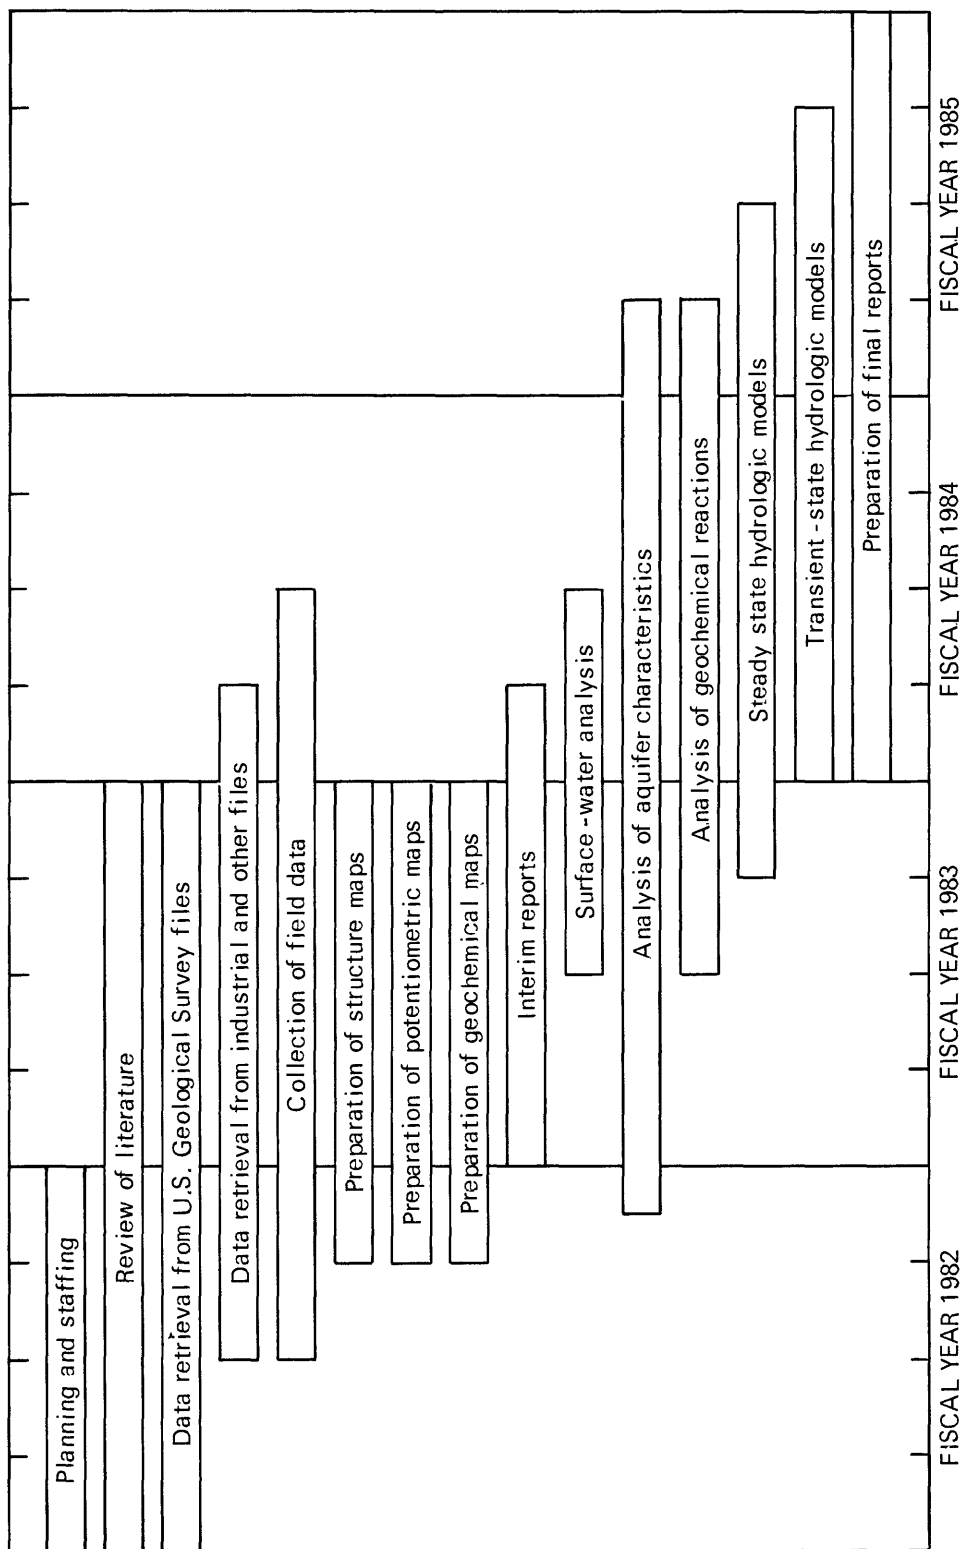 Planning and staffing
Review of literature
Data retrieval from U.S. Geological Survey files
Data retrieval from industrial and other files
Collection of field data
Preparation of structure maps
Preparation of potentiometric maps
Preparation of geochemical maps
Interim reports
Surface-water analysis
Analysis of aquifer characteristics
Analysis of geochemical reactions
Steady state hydrologic models
Transient-state hydrologic models
Preparation of final reports
FISCAL YEAR 1982
FISCAL YEAR 1983
FISCAL YEAR 1984
FISCAL YEAR 1985